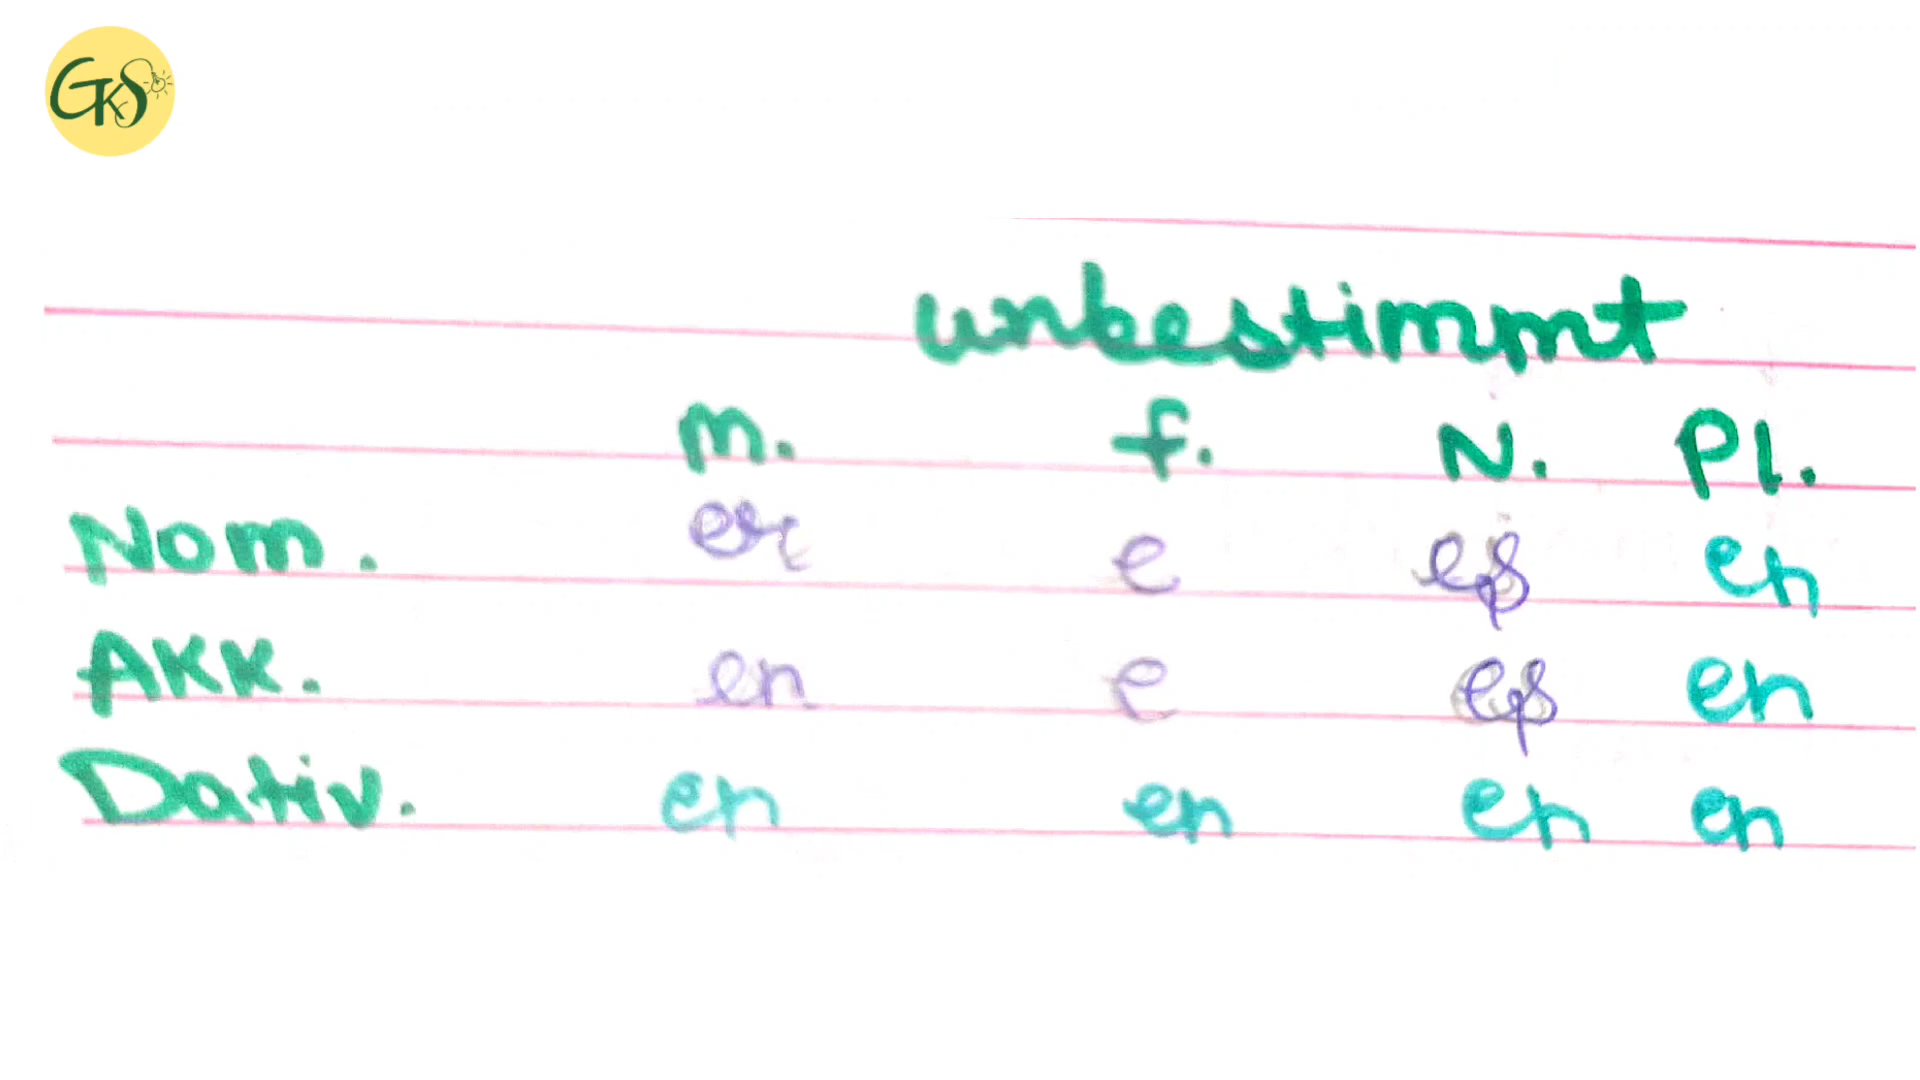 GKS
unbestimmt
m. f. N. Pl.
Nom. er e es en
AKK. en e es en
Dativ. en en en en